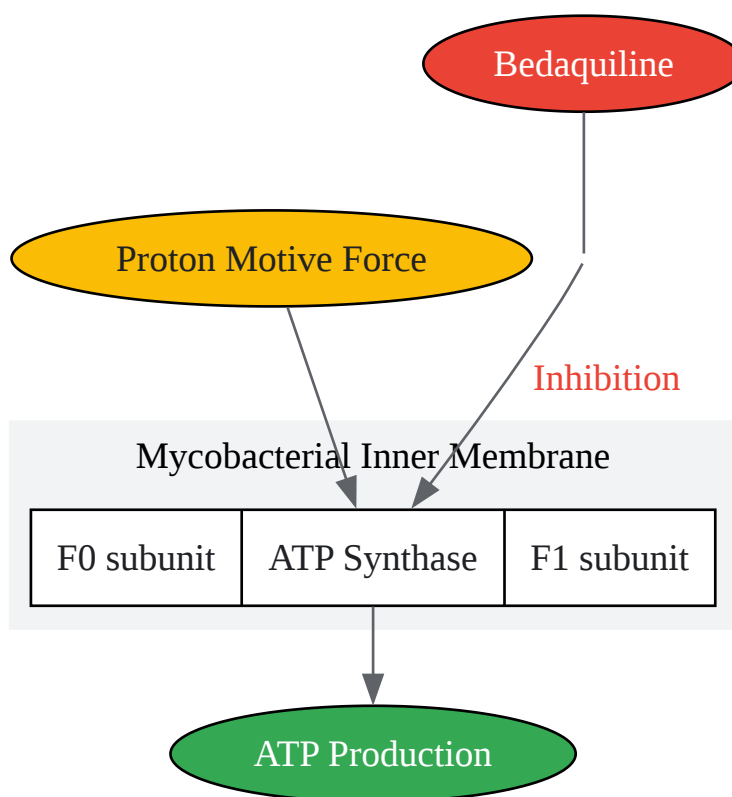 Bedaquiline
Proton Motive Force
Inhibition
Mycobacterial Inner Membrane
F0 subunit
ATP Synthase
F1 subunit
ATP Production